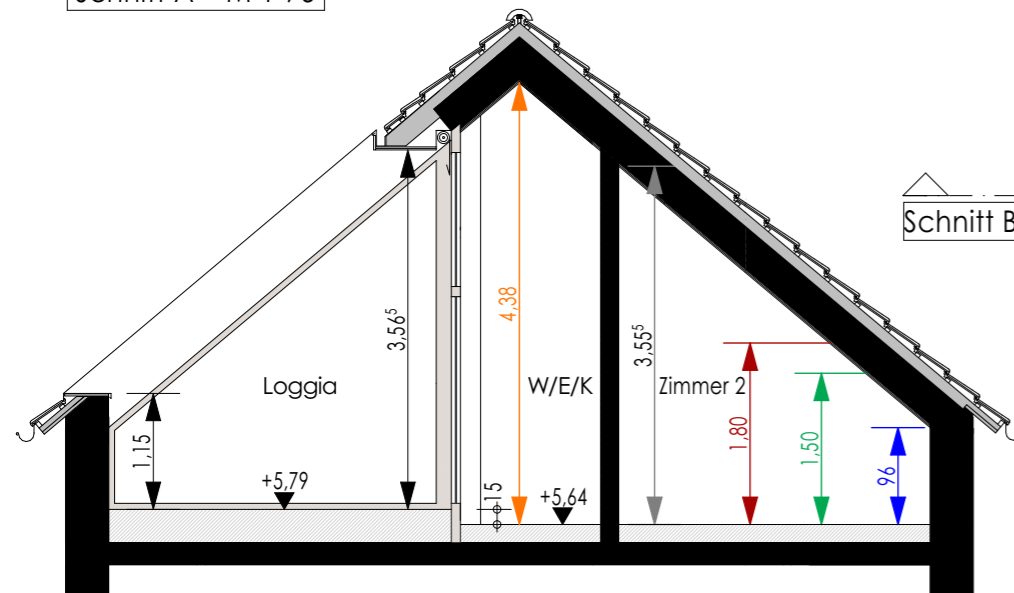 Schnitt B
4,38
3,56⁵
3,55⁵
Loggia
W/E/K
Zimmer 2
1,80
1,50
1,15
96
+5,79
15
+5,64